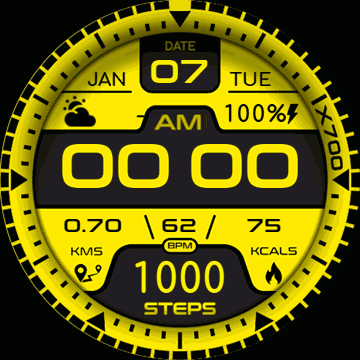 DATE
JAN 07 TUE
100%
X700
- AM
00 00
0.70 \ 62 / 75
KMS BPM KCALS
1000
STEPS